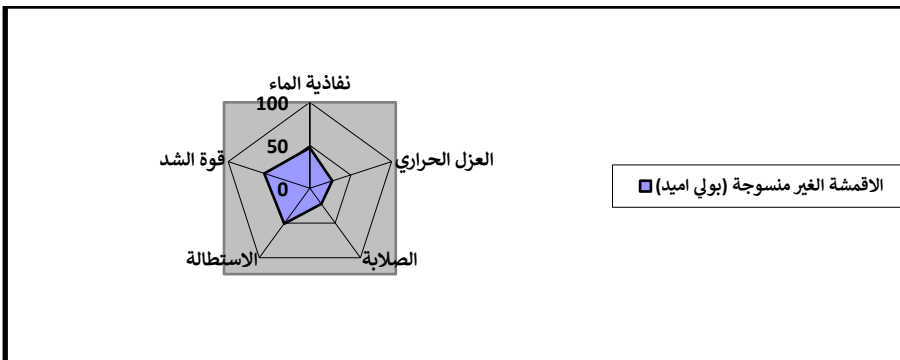 نفاذية الماء
100
50
0
العزل الحراري
الصلابة
الاستطالة
قوة الشد
الاقمشة الغير منسوجة (بولي اميد)